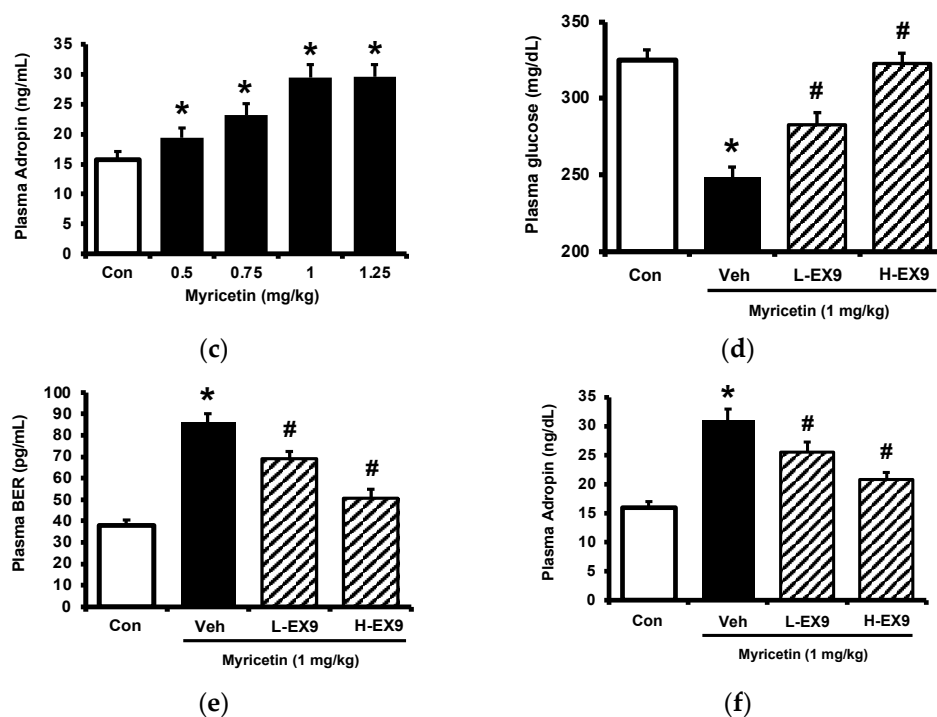 35
30
25
20
15
10
5
0
Plasma Adropin (ng/mL)
* * * *
Con 0.5 0.75 1 1.25
Myricetin (mg/kg)
(c)
350
300
250
200
Plasma glucose (mg/dL)
* # #
Con Veh L-EX9 H-EX9
Myricetin (1 mg/kg)
(d)
100
90
80
70
60
50
40
30
20
10
0
Plasma BER (pg/mL)
* # #
Con Veh L-EX9 H-EX9
Myricetin (1 mg/kg)
(e)
35
30
25
20
15
10
5
0
Plasma Adropin (ng/dL)
* # #
Con Veh L-EX9 H-EX9
Myricetin (1 mg/kg)
(f)